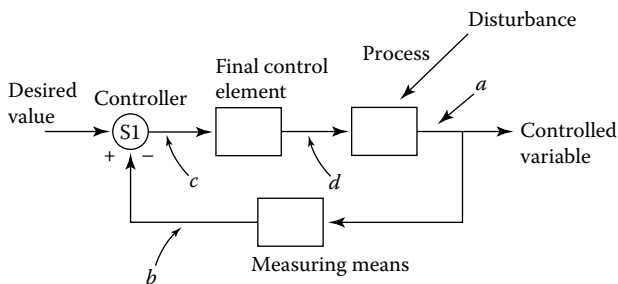 Disturbance
Process
Final control
element
a
Desired
value
Controller
S1
+ −
c
d
Controlled
variable
b
Measuring means